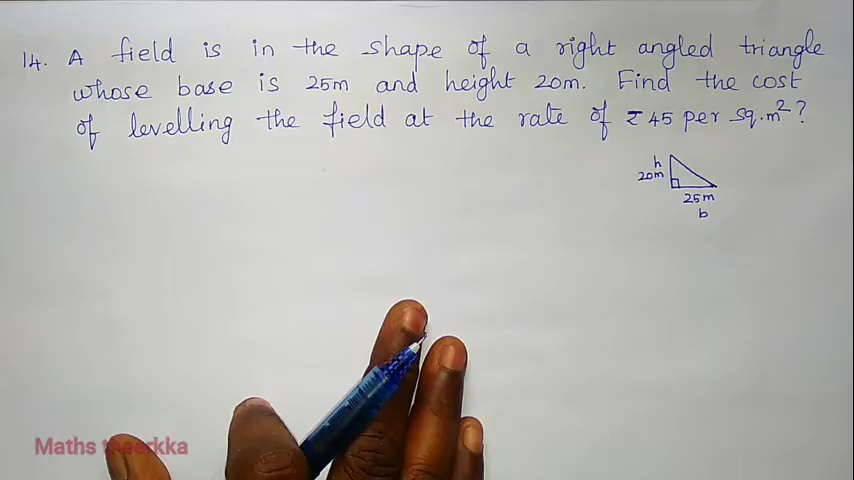 14. A field is in the shape of a right angled triangle
whose base is 25m and height 20m. Find the cost
of levelling the field at the rate of ₹ 45 per sq.m²?
h
20m
25m
b
Maths theerkka